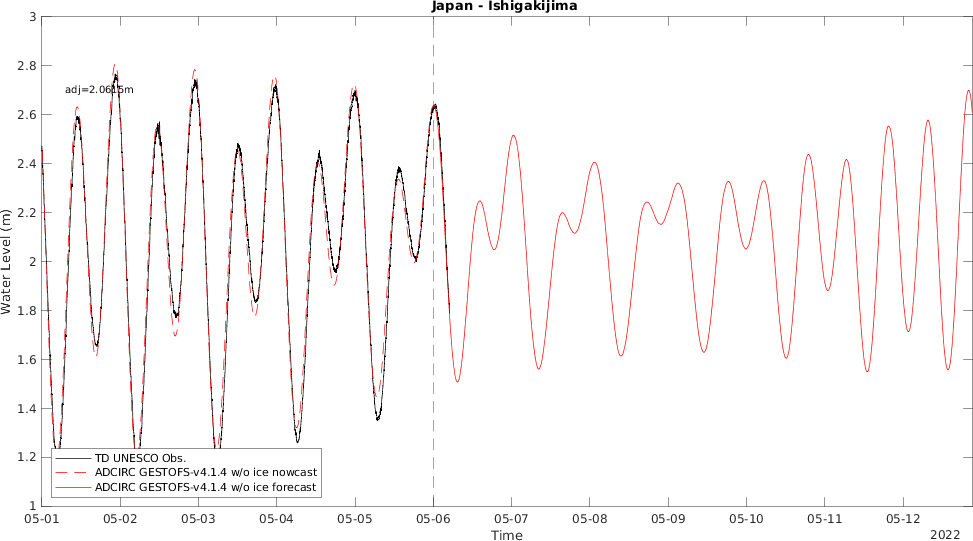 Japan - Ishigakijima
3
2.8
adj=2.0615m
2.6
2.4
2.2
Water Level (m)
2
1.8
1.6
1.4
1.2
1
TD UNESCO Obs.
ADCIRC GESTOFS-v4.1.4 w/o ice nowcast
ADCIRC GESTOFS-v4.1.4 w/o ice forecast
05-01 05-02 05-03 05-04 05-05 05-06 05-07 05-08 05-09 05-10 05-11 05-12
Time
2022